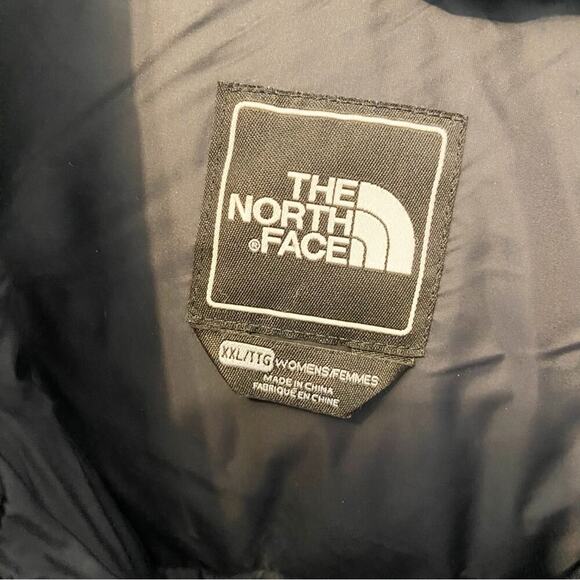 THE
NORTH
®FACE
XXL/TTG WOMENS/FEMMES
MADE IN CHINA
FABRIQUÉ EN CHINE